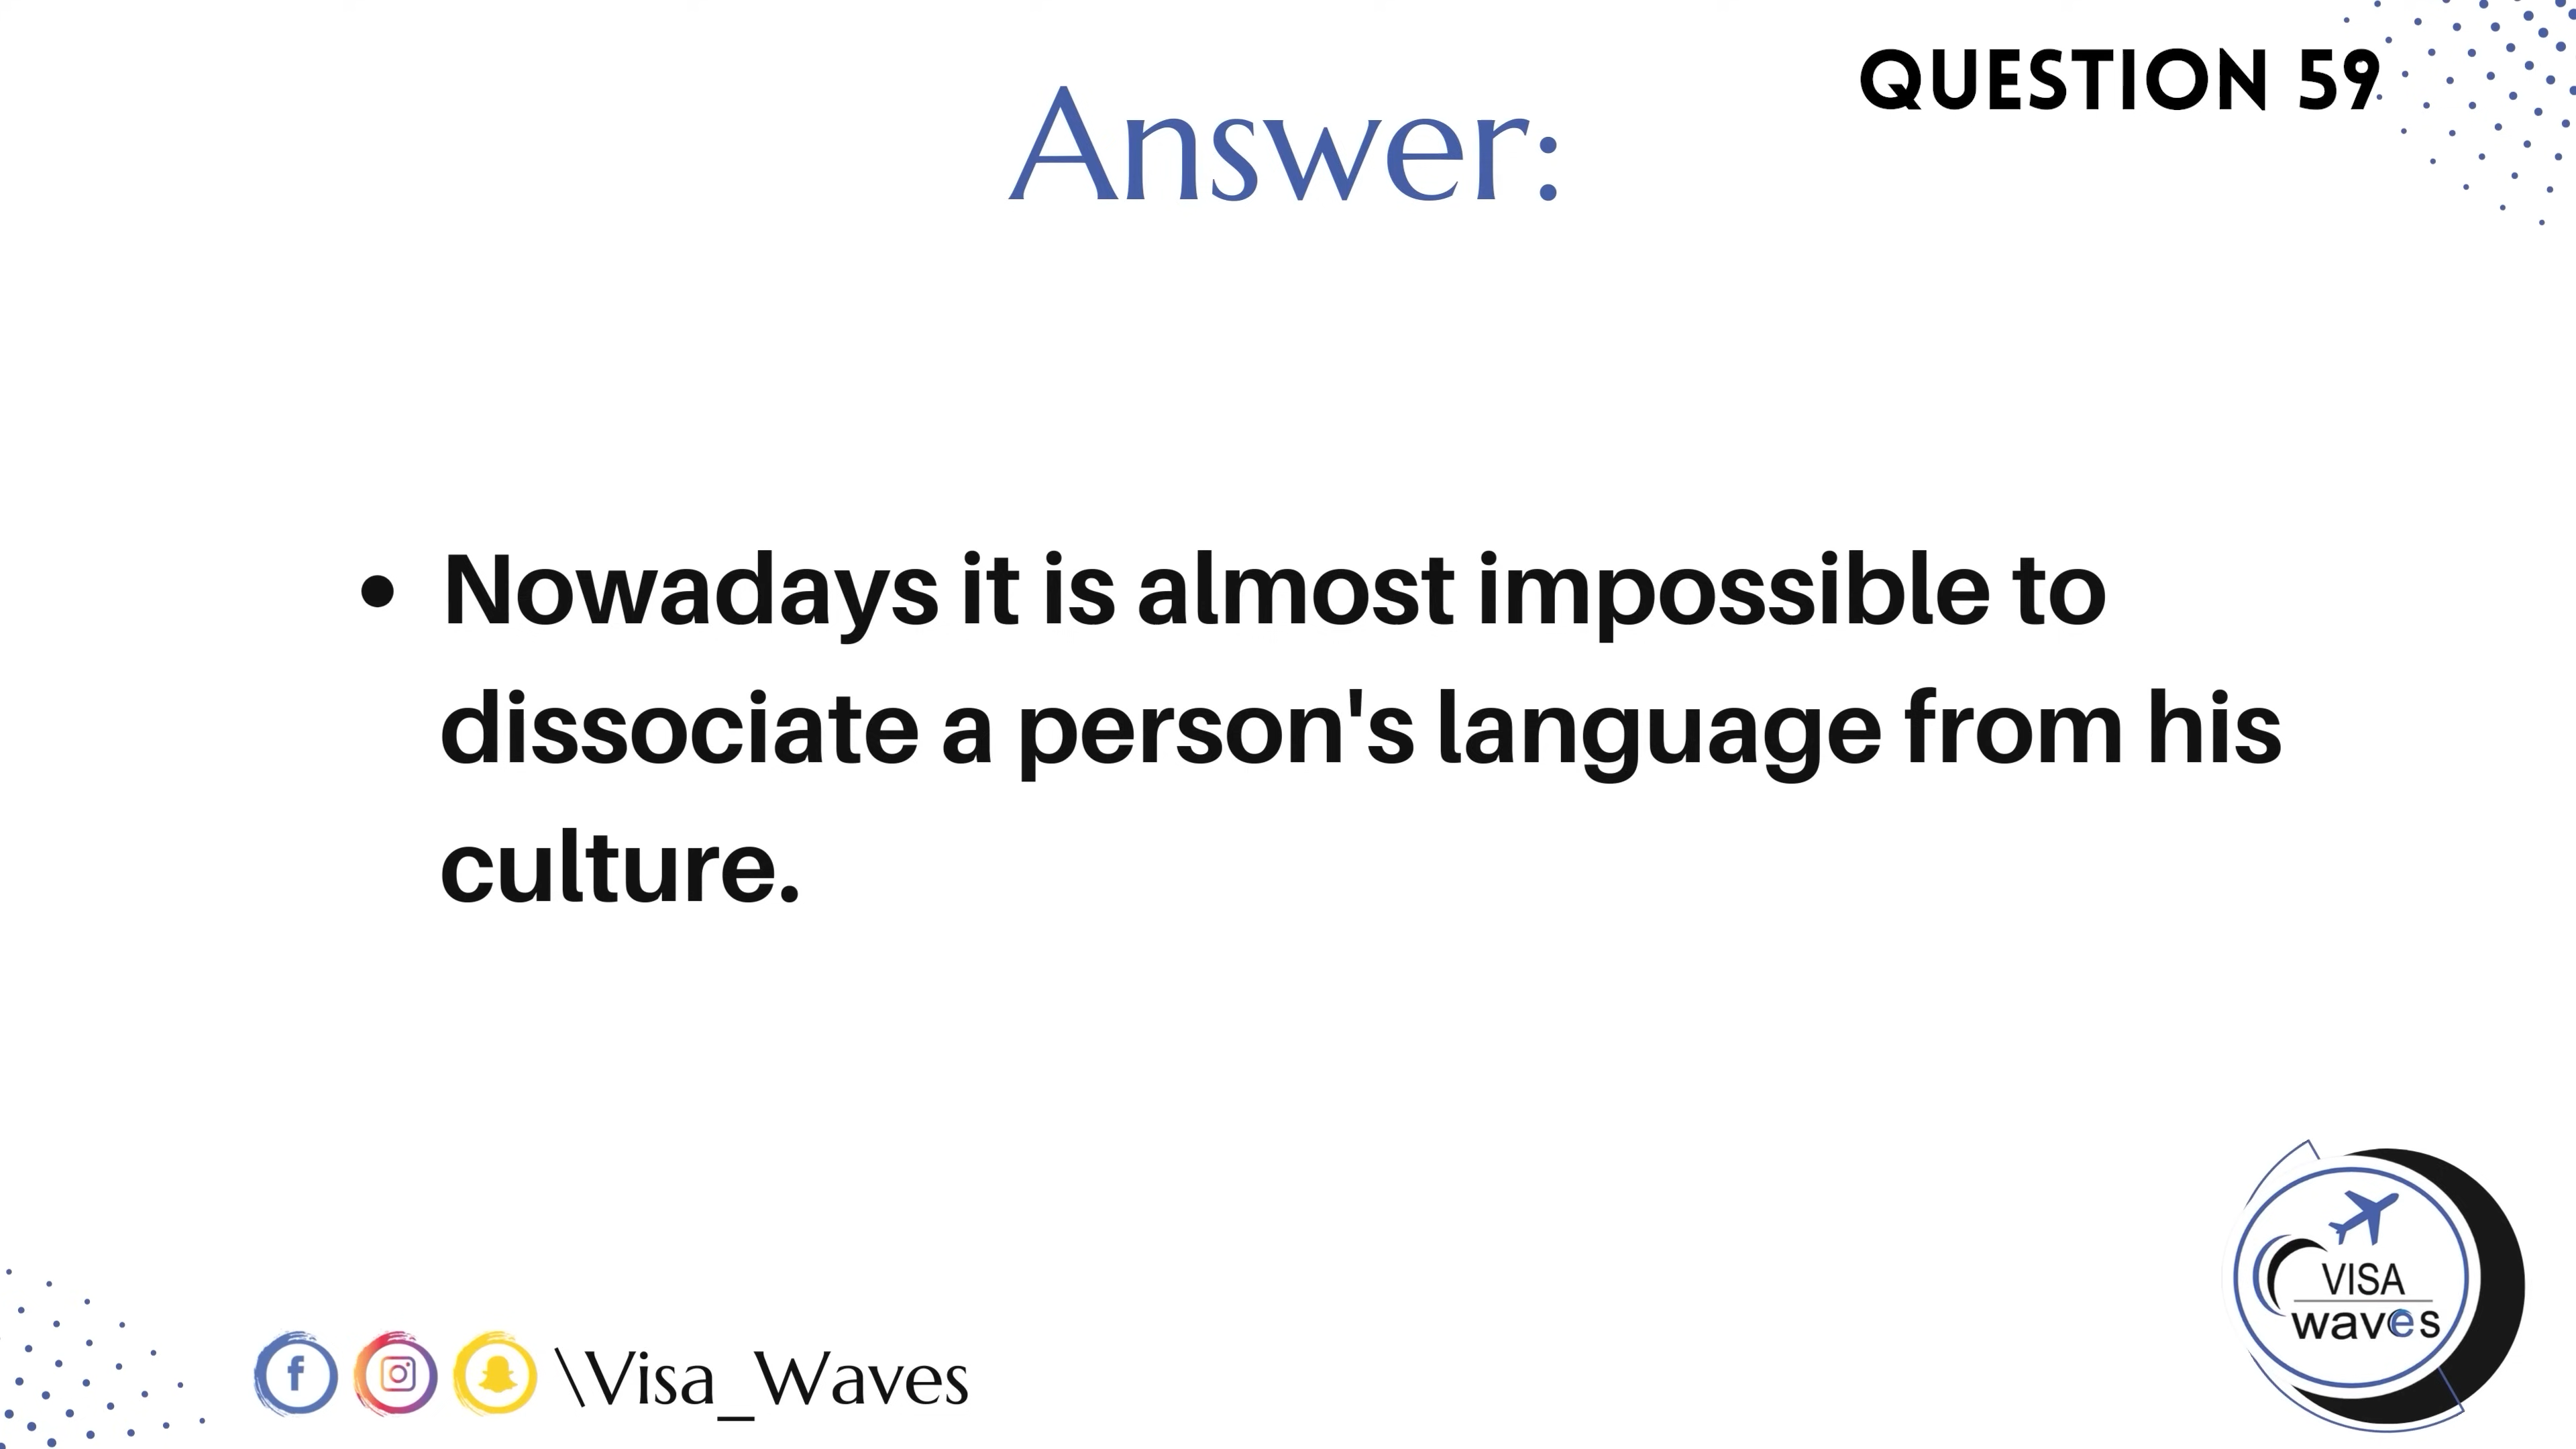 QUESTION 59
Answer:
• Nowadays it is almost impossible to
dissociate a person's language from his
culture.
VISA
waves
\Visa_Waves